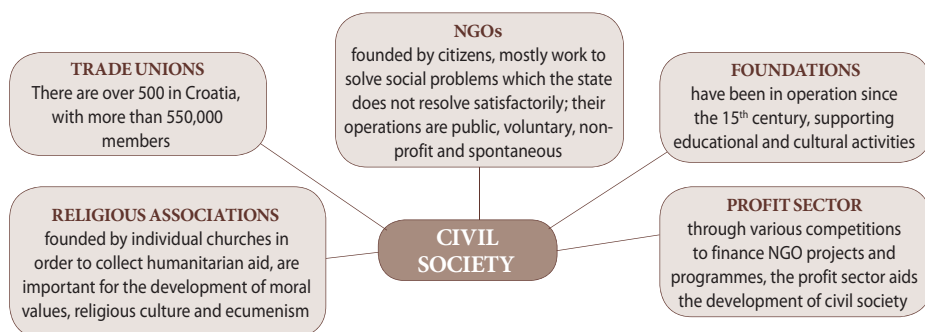 TRADE UNIONS
There are over 500 in Croatia,
with more than 550,000
members
NGOs
founded by citizens, mostly work to
solve social problems which the state
does not resolve satisfactorily; their
operations are public, voluntary, non-
profit and spontaneous
FOUNDATIONS
have been in operation since
the 15th century, supporting
educational and cultural activities
RELIGIOUS ASSOCIATIONS
founded by individual churches in
order to collect humanitarian aid, are
important for the development of moral
values, religious culture and ecumenism
CIVIL
SOCIETY
PROFIT SECTOR
through various competitions
to finance NGO projects and
programmes, the profit sector aids
the development of civil society